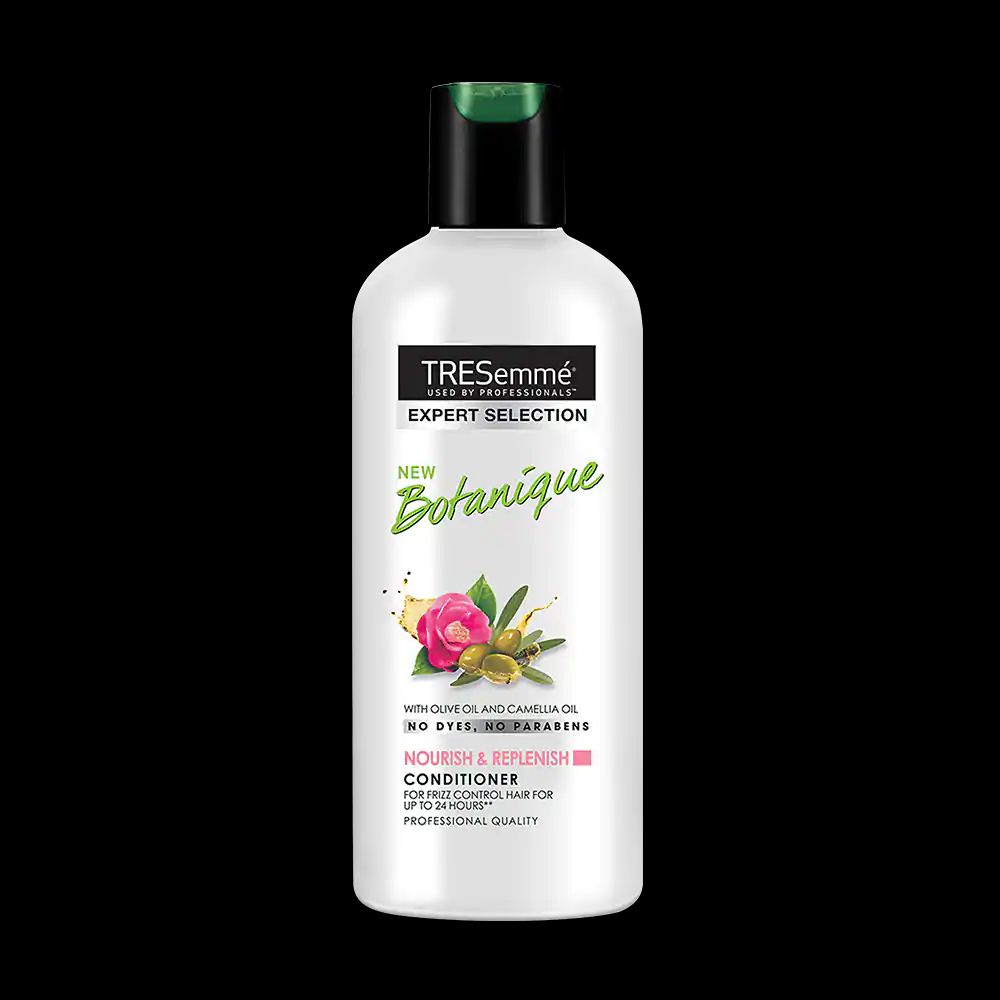 TRESemmé®
USED BY PROFESSIONALS™
EXPERT SELECTION
NEW
Botanique
WITH OLIVE OIL AND CAMELLIA OIL
NO DYES, NO PARABENS
NOURISH & REPLENISH
CONDITIONER
FOR FRIZZ CONTROL HAIR FOR
UP TO 24 HOURS**
PROFESSIONAL QUALITY